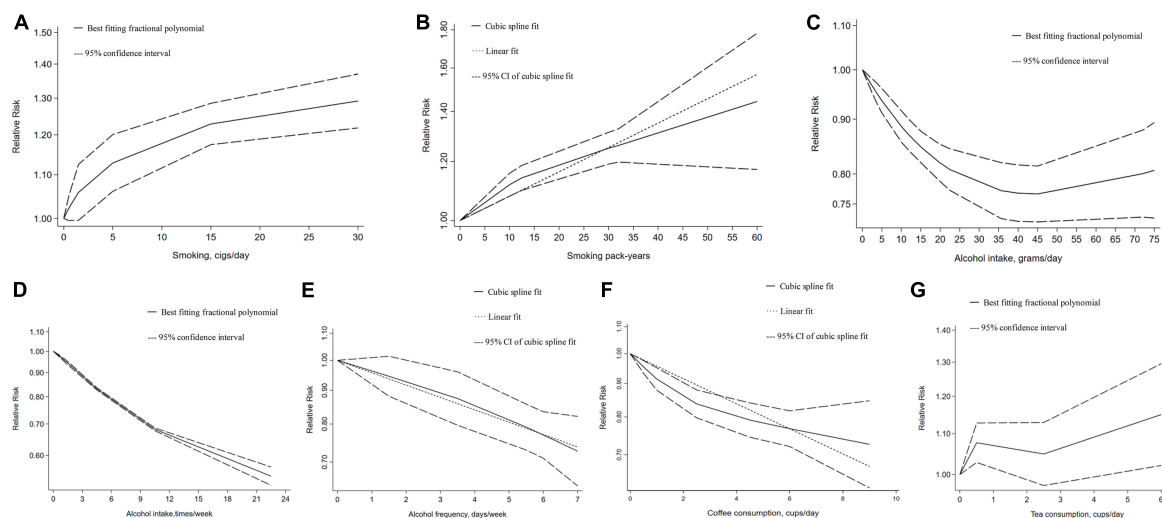 A
Best fitting fractional polynomial
95% confidence interval
Relative Risk
1.50
1.40
1.30
1.20
1.10
1.00
0 5 10 15 20 25 30
Smoking, cigs/day
B
Cubic spline fit
Linear fit
95% CI of cubic spline fit
Relative Risk
1.80
1.60
1.40
1.20
1.00
0 5 10 15 20 25 30 35 40 45 50 55 60
Smoking pack-years
C
Best fitting fractional polynomial
95% confidence interval
Relative Risk
1.10
1.00
0.90
0.80
0.75
0 5 10 15 20 25 30 35 40 45 50 55 60 65 70 75
Alcohol intake, grams/day
D
Best fitting fractional polynomial
95% confidence interval
Relative Risk
1.10
1.00
0.90
0.80
0.70
0.60
0 3 6 9 12 15 18 21 24
Alcohol intake,times/week
E
Cubic spline fit
Linear fit
95% CI of cubic spline fit
Relative Risk
1.10
1.00
0.90
0.80
0.70
0 1 2 3 4 5 6 7
Alcohol frequency, days/week
F
Cubic spline fit
Linear fit
95% CI of cubic spline fit
Relative Risk
1.10
1.00
0.90
0.80
0.70
0 2 4 6 8 10
Coffee consumption, cups/day
G
Best fitting fractional polynomial
95% confidence interval
Relative Risk
1.40
1.30
1.20
1.10
1.00
0 1 2 3 4 5 6
Tea consumption, cups/day